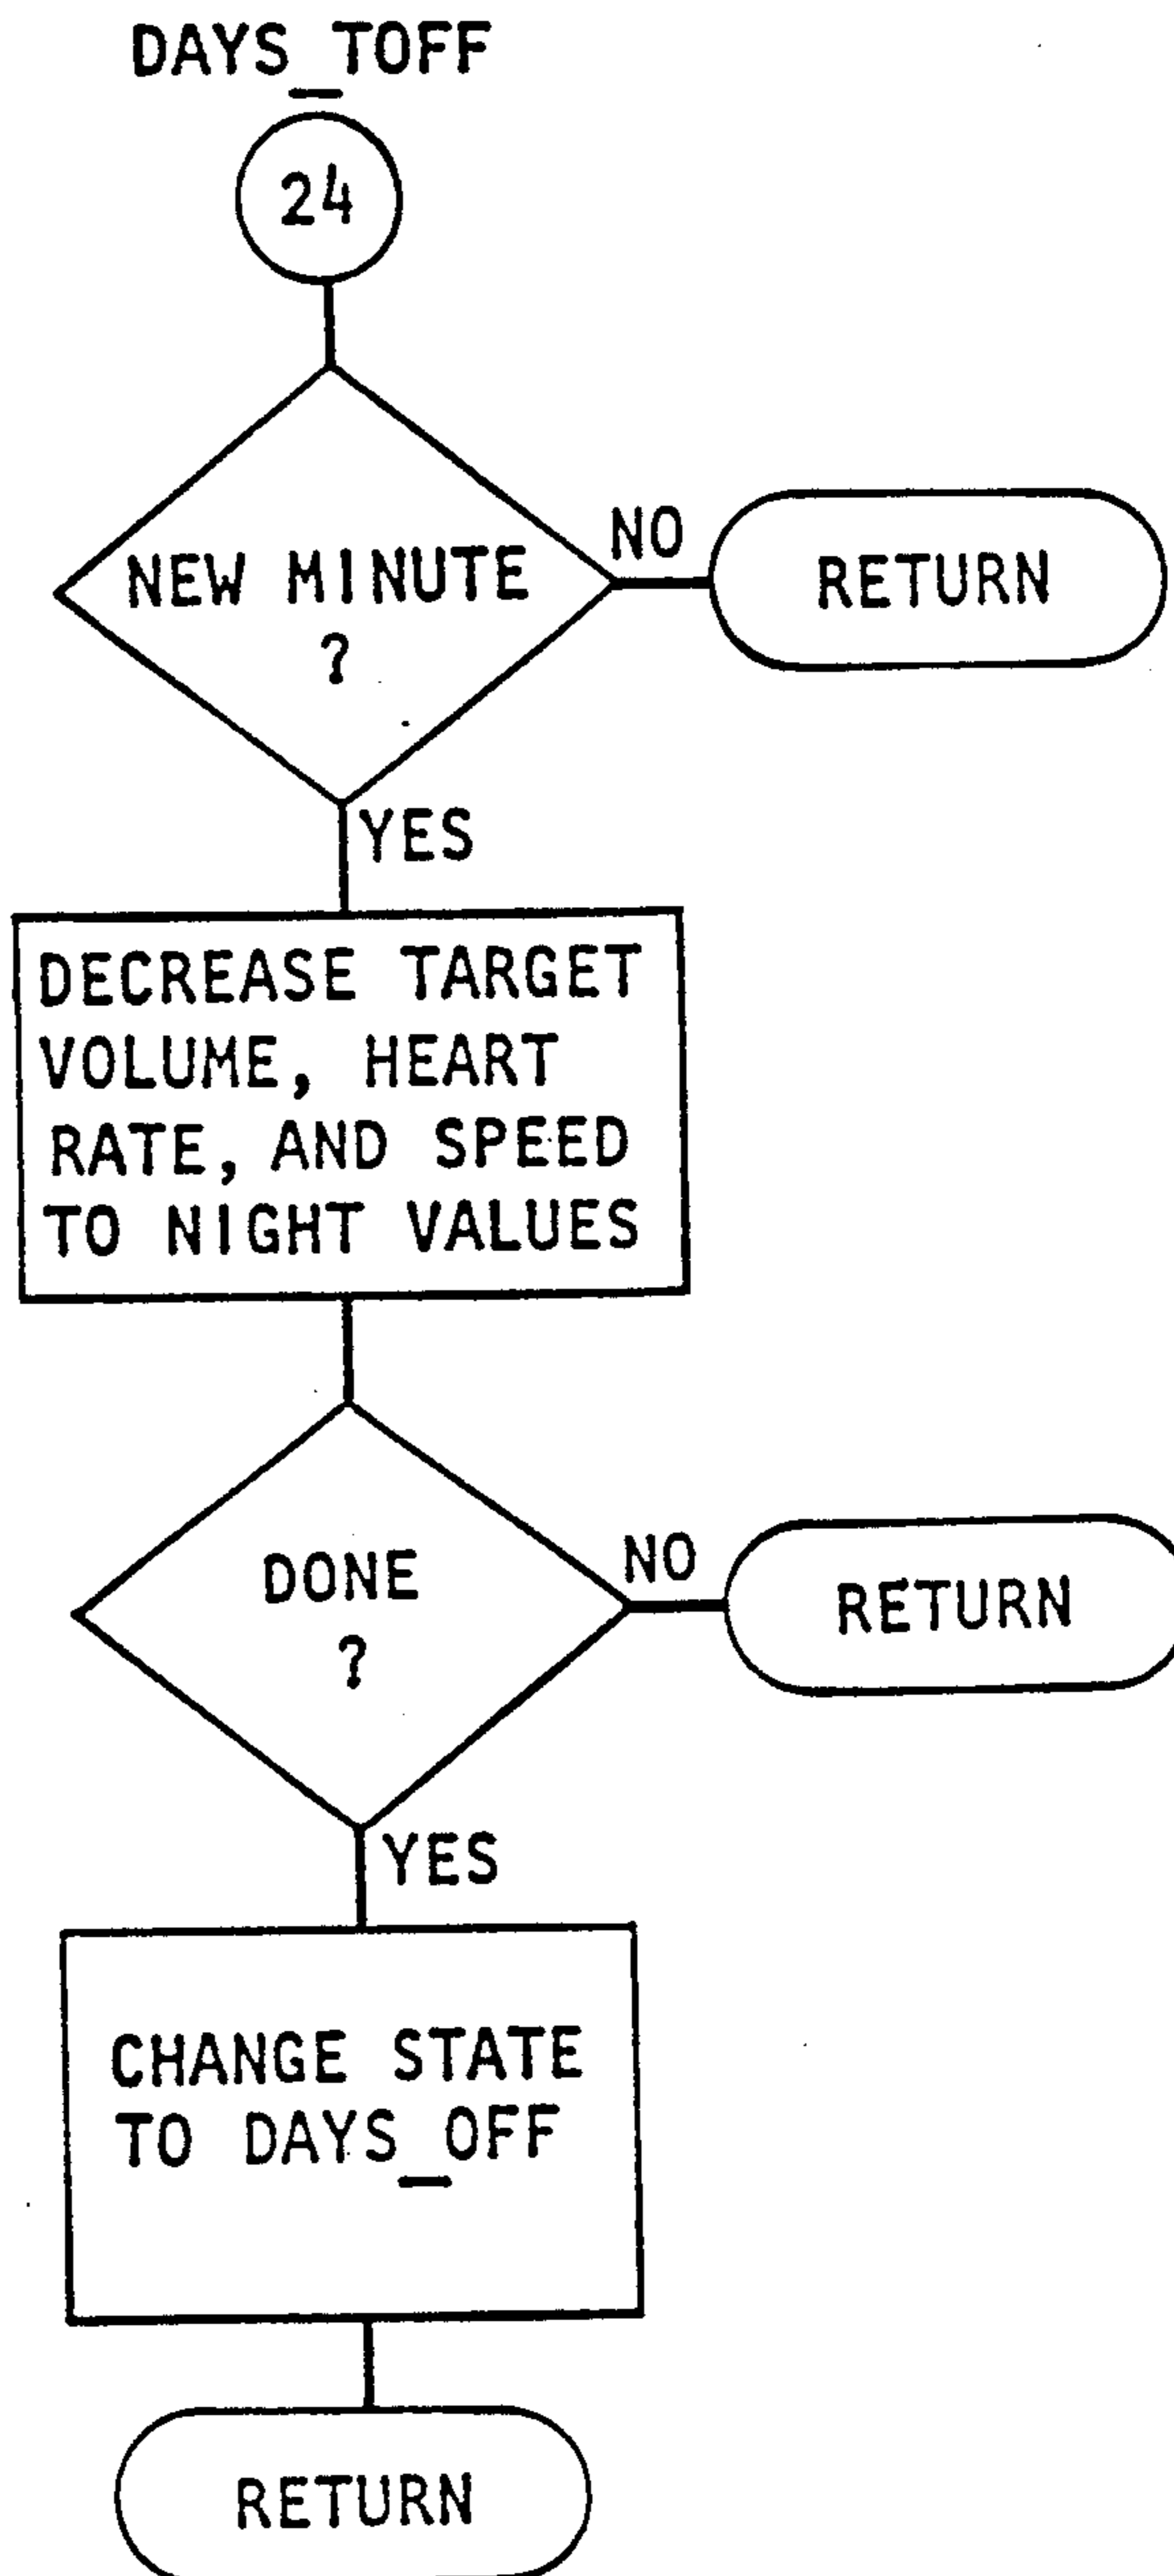 DAYS_TOFF
24
NEW MINUTE
?
NO
RETURN
YES
DECREASE TARGET
VOLUME, HEART
RATE, AND SPEED
TO NIGHT VALUES
DONE
?
NO
RETURN
YES
CHANGE STATE
TO DAYS_OFF
RETURN